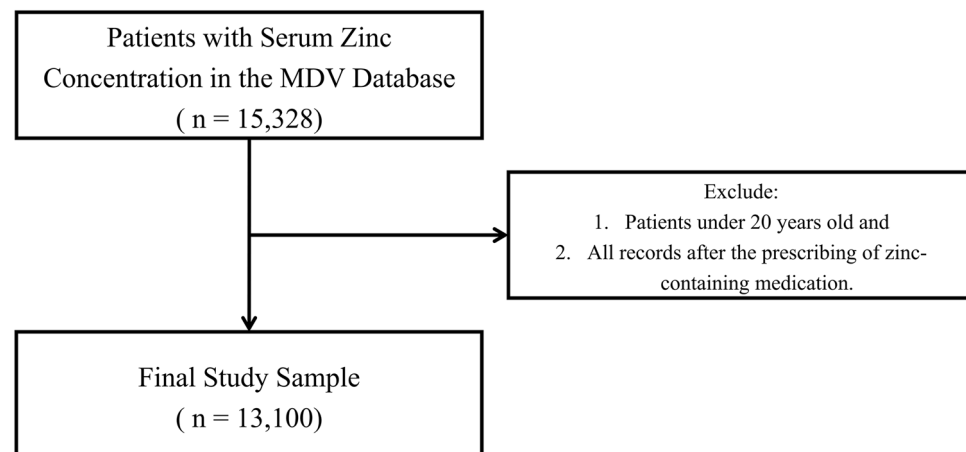 Patients with Serum Zinc
Concentration in the MDV Database
( n = 15,328)
Exclude:
1. Patients under 20 years old and
2. All records after the prescribing of zinc-
containing medication.
Final Study Sample
( n = 13,100)